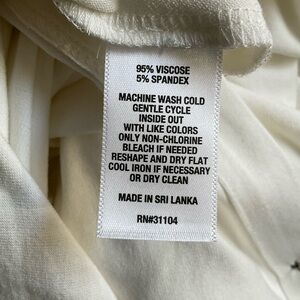 95% VISCOSE
5% SPANDEX
MACHINE WASH COLD
GENTLE CYCLE
INSIDE OUT
WITH LIKE COLORS
ONLY NON-CHLORINE
BLEACH IF NEEDED
RESHAPE AND DRY FLAT
COOL IRON IF NECESSARY
OR DRY CLEAN
MADE IN SRI LANKA
RN#31104